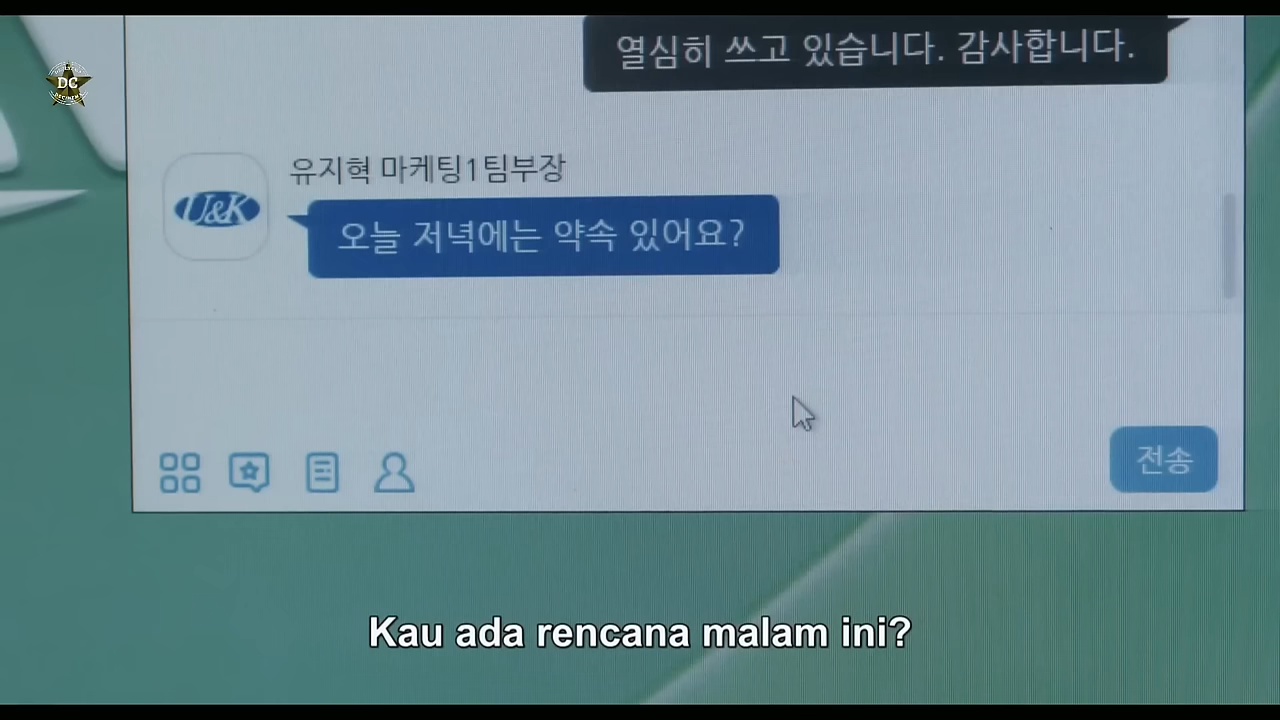 DC
열심히 쓰고 있습니다. 감사합니다.
유지혁 마케팅1팀부장
U&K
오늘 저녁에는 약속 있어요?
전송
Kau ada rencana malam ini?